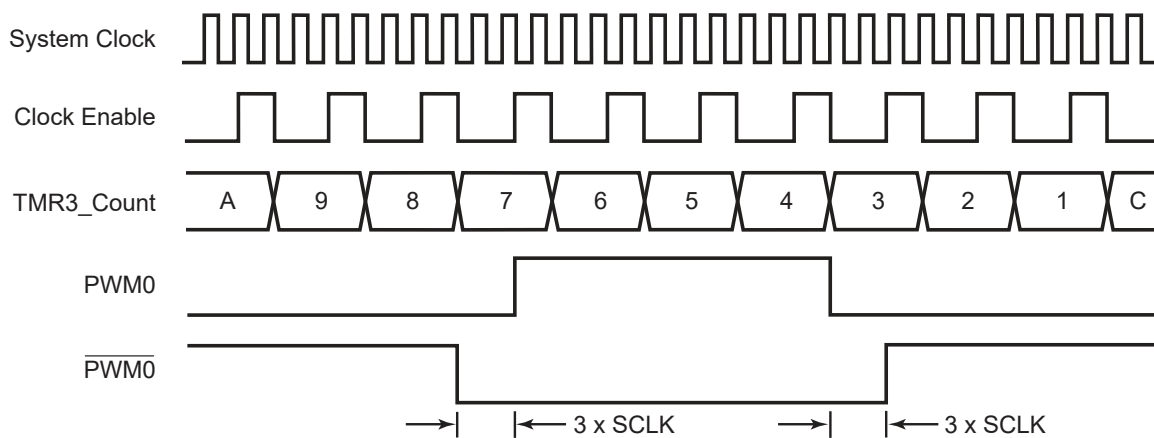 System Clock
Clock Enable
TMR3_Count A 9 8 7 6 5 4 3 2 1 C
PWM0
PWM0
3 x SCLK 3 x SCLK